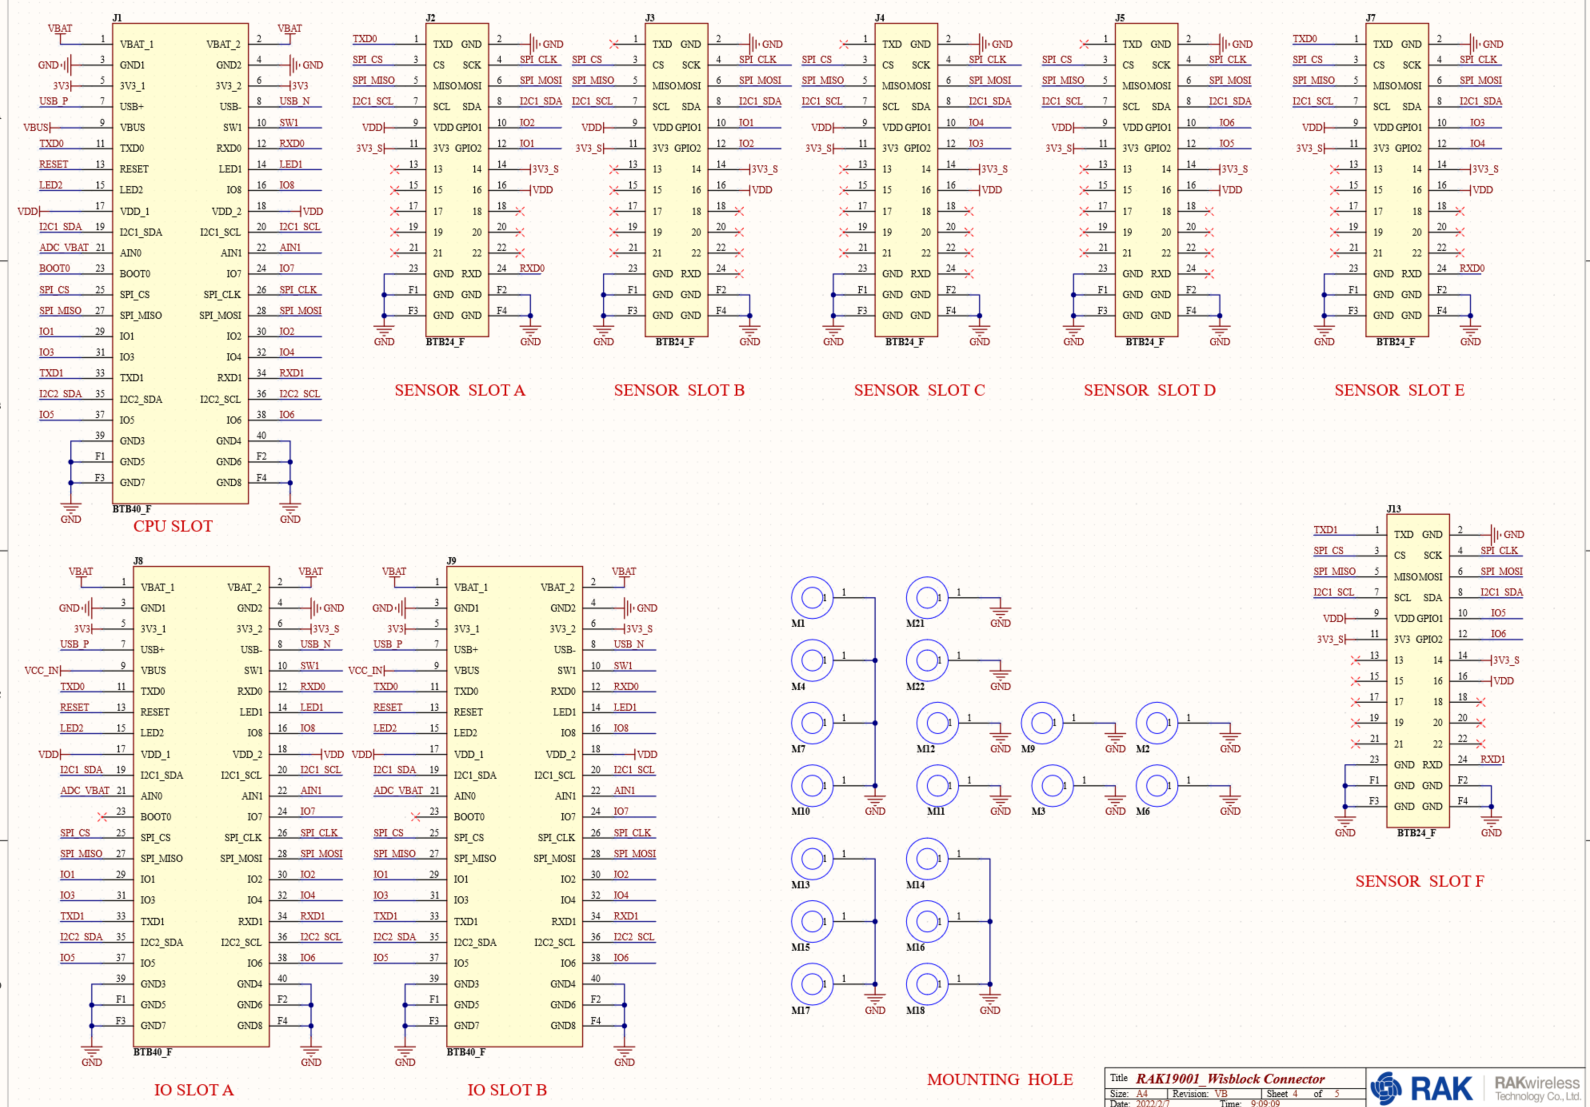 J1
VBAT VBAT
1 VBAT_1 VBAT_2 2
GND 3 GND1 GND2 4 GND
3V3 5 3V3_1 3V3_2 6 3V3
USB_P 7 USB+ USB- 8 USB_N
VBUS 9 VBUS SW1 10 SW1
TXD0 11 TXD0 RXD0 12 RXD0
RESET 13 RESET LED1 14 LED1
LED2 15 LED2 IO8 16 IO8
VDD 17 VDD_1 VDD_2 18 VDD
I2C1_SDA 19 I2C1_SDA I2C1_SCL 20 I2C1_SCL
ADC_VBAT 21 AIN0 AIN1 22 AIN1
BOOT0 23 BOOT0 IO7 24 IO7
SPI_CS 25 SPI_CS SPI_CLK 26 SPI_CLK
SPI_MISO 27 SPI_MISO SPI_MOSI 28 SPI_MOSI
IO1 29 IO1 IO2 30 IO2
IO3 31 IO3 IO4 32 IO4
TXD1 33 TXD1 RXD1 34 RXD1
I2C2_SDA 35 I2C2_SDA I2C2_SCL 36 I2C2_SCL
IO5 37 IO5 IO6 38 IO6
39 GND3 GND4 40
F1 GND5 GND6 F2
F3 GND7 GND8 F4
GND GND
BTB40_F
CPU SLOT
J2
TXD0 1 TXD GND 2 GND
SPI_CS 3 CS SCK 4 SPI_CLK
SPI_MISO 5 MISO MOSI 6 SPI_MOSI
I2C1_SCL 7 SCL SDA 8 I2C1_SDA
VDD 9 VDD GPIO1 10 IO2
3V3_S 11 3V3 GPIO2 12 IO1
13 13 14 14 3V3_S
15 15 16 16 VDD
17 17 18 18
19 19 20 20
21 21 22 22
23 GND RXD 24 RXD0
F1 GND GND F2
F3 GND GND F4
GND GND
BTB24_F
SENSOR SLOT A
J3
1 TXD GND 2 GND
SPI_CS 3 CS SCK 4 SPI_CLK
SPI_MISO 5 MISO MOSI 6 SPI_MOSI
I2C1_SCL 7 SCL SDA 8 I2C1_SDA
VDD 9 VDD GPIO1 10 IO1
3V3_S 11 3V3 GPIO2 12 IO2
13 13 14 14 3V3_S
15 15 16 16 VDD
17 17 18 18
19 19 20 20
21 21 22 22
23 GND RXD 24
F1 GND GND F2
F3 GND GND F4
GND GND
BTB24_F
SENSOR SLOT B
J4
1 TXD GND 2 GND
SPI_CS 3 CS SCK 4 SPI_CLK
SPI_MISO 5 MISO MOSI 6 SPI_MOSI
I2C1_SCL 7 SCL SDA 8 I2C1_SDA
VDD 9 VDD GPIO1 10 IO4
3V3_S 11 3V3 GPIO2 12 IO3
13 13 14 14 3V3_S
15 15 16 16 VDD
17 17 18 18
19 19 20 20
21 21 22 22
23 GND RXD 24
F1 GND GND F2
F3 GND GND F4
GND GND
BTB24_F
SENSOR SLOT C
J5
1 TXD GND 2 GND
SPI_CS 3 CS SCK 4 SPI_CLK
SPI_MISO 5 MISO MOSI 6 SPI_MOSI
I2C1_SCL 7 SCL SDA 8 I2C1_SDA
VDD 9 VDD GPIO1 10 IO6
3V3_S 11 3V3 GPIO2 12 IO5
13 13 14 14 3V3_S
15 15 16 16 VDD
17 17 18 18
19 19 20 20
21 21 22 22
23 GND RXD 24
F1 GND GND F2
F3 GND GND F4
GND GND
BTB24_F
SENSOR SLOT D
J7
TXD0 1 TXD GND 2 GND
SPI_CS 3 CS SCK 4 SPI_CLK
SPI_MISO 5 MISO MOSI 6 SPI_MOSI
I2C1_SCL 7 SCL SDA 8 I2C1_SDA
VDD 9 VDD GPIO1 10 IO3
3V3_S 11 3V3 GPIO2 12 IO4
13 13 14 14 3V3_S
15 15 16 16 VDD
17 17 18 18
19 19 20 20
21 21 22 22
23 GND RXD 24 RXD0
F1 GND GND F2
F3 GND GND F4
GND GND
BTB24_F
SENSOR SLOT E
J8
VBAT VBAT
1 VBAT_1 VBAT_2 2
GND 3 GND1 GND2 4 GND
3V3 5 3V3_1 3V3_2 6 3V3_S
USB_P 7 USB+ USB- 8 USB_N
VCC_IN 9 VBUS SW1 10 SW1
TXD0 11 TXD0 RXD0 12 RXD0
RESET 13 RESET LED1 14 LED1
LED2 15 LED2 IO8 16 IO8
VDD 17 VDD_1 VDD_2 18 VDD
I2C1_SDA 19 I2C1_SDA I2C1_SCL 20 I2C1_SCL
ADC_VBAT 21 AIN0 AIN1 22 AIN1
23 BOOT0 IO7 24 IO7
SPI_CS 25 SPI_CS SPI_CLK 26 SPI_CLK
SPI_MISO 27 SPI_MISO SPI_MOSI 28 SPI_MOSI
IO1 29 IO1 IO2 30 IO2
IO3 31 IO3 IO4 32 IO4
TXD1 33 TXD1 RXD1 34 RXD1
I2C2_SDA 35 I2C2_SDA I2C2_SCL 36 I2C2_SCL
IO5 37 IO5 IO6 38 IO6
39 GND3 GND4 40
F1 GND5 GND6 F2
F3 GND7 GND8 F4
GND GND
BTB40_F
IO SLOT A
J9
VBAT VBAT
1 VBAT_1 VBAT_2 2
GND 3 GND1 GND2 4 GND
3V3 5 3V3_1 3V3_2 6 3V3_S
USB_P 7 USB+ USB- 8 USB_N
VCC_IN 9 VBUS SW1 10 SW1
TXD0 11 TXD0 RXD0 12 RXD0
RESET 13 RESET LED1 14 LED1
LED2 15 LED2 IO8 16 IO8
VDD 17 VDD_1 VDD_2 18 VDD
I2C1_SDA 19 I2C1_SDA I2C1_SCL 20 I2C1_SCL
ADC_VBAT 21 AIN0 AIN1 22 AIN1
23 BOOT0 IO7 24 IO7
SPI_CS 25 SPI_CS SPI_CLK 26 SPI_CLK
SPI_MISO 27 SPI_MISO SPI_MOSI 28 SPI_MOSI
IO1 29 IO1 IO2 30 IO2
IO3 31 IO3 IO4 32 IO4
TXD1 33 TXD1 RXD1 34 RXD1
I2C2_SDA 35 I2C2_SDA I2C2_SCL 36 I2C2_SCL
IO5 37 IO5 IO6 38 IO6
39 GND3 GND4 40
F1 GND5 GND6 F2
F3 GND7 GND8 F4
GND GND
BTB40_F
IO SLOT B
1 1 1 1
M1 M21 GND
1 1 1 1
M4 M22 GND
1 1 1 1 1 1 1 1
M7 M12 GND M9 GND M2 GND
1 1 1 1 1 1 1 1
M10 GND M11 GND M3 GND M6 GND
1 1 1 1
M13 M14
1 1 1 1
M15 M16
1 1 1 1
M17 GND M18 GND
MOUNTING HOLE
J13
TXD1 1 TXD GND 2 GND
SPI_CS 3 CS SCK 4 SPI_CLK
SPI_MISO 5 MISO MOSI 6 SPI_MOSI
I2C1_SCL 7 SCL SDA 8 I2C1_SDA
VDD 9 VDD GPIO1 10 IO5
3V3_S 11 3V3 GPIO2 12 IO6
13 13 14 14 3V3_S
15 15 16 16 VDD
17 17 18 18
19 19 20 20
21 21 22 22
23 GND RXD 24 RXD1
F1 GND GND F2
F3 GND GND F4
GND GND
BTB24_F
SENSOR SLOT F
Title RAK19001_Wisblock Connector
Size: A4 Revision: VB Sheet 4 of 5
Date: 2022/2/7 Time: 9:09:09
RAK
RAKwireless
Technology Co., Ltd.